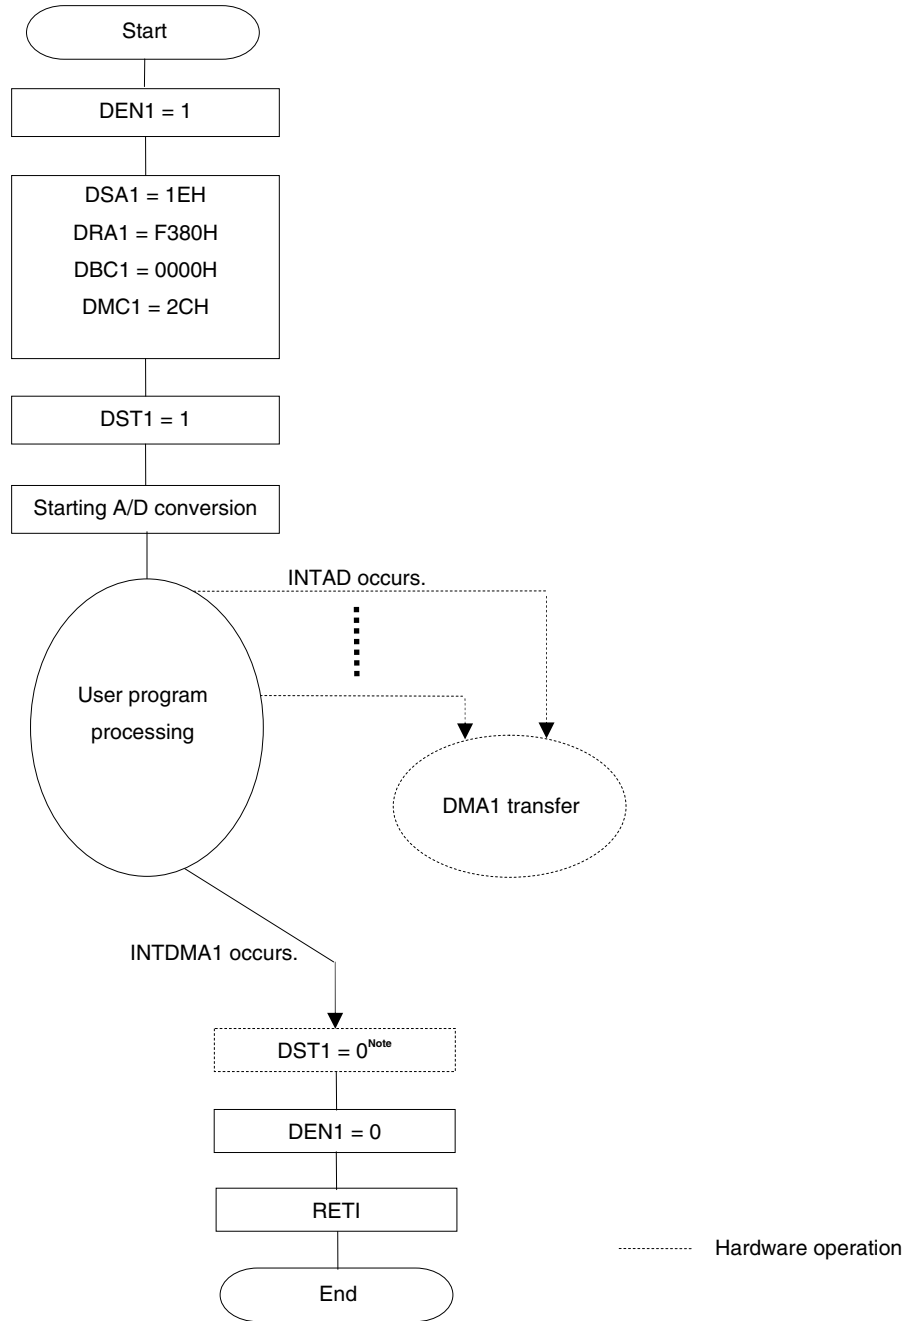 Start
DEN1 = 1
DSA1 = 1EH
DRA1 = F380H
DBC1 = 0000H
DMC1 = 2CH
DST1 = 1
Starting A/D conversion
INTAD occurs.
User program
processing
DMA1 transfer
INTDMA1 occurs.
DST1 = 0Note
DEN1 = 0
RETI
Hardware operation
End